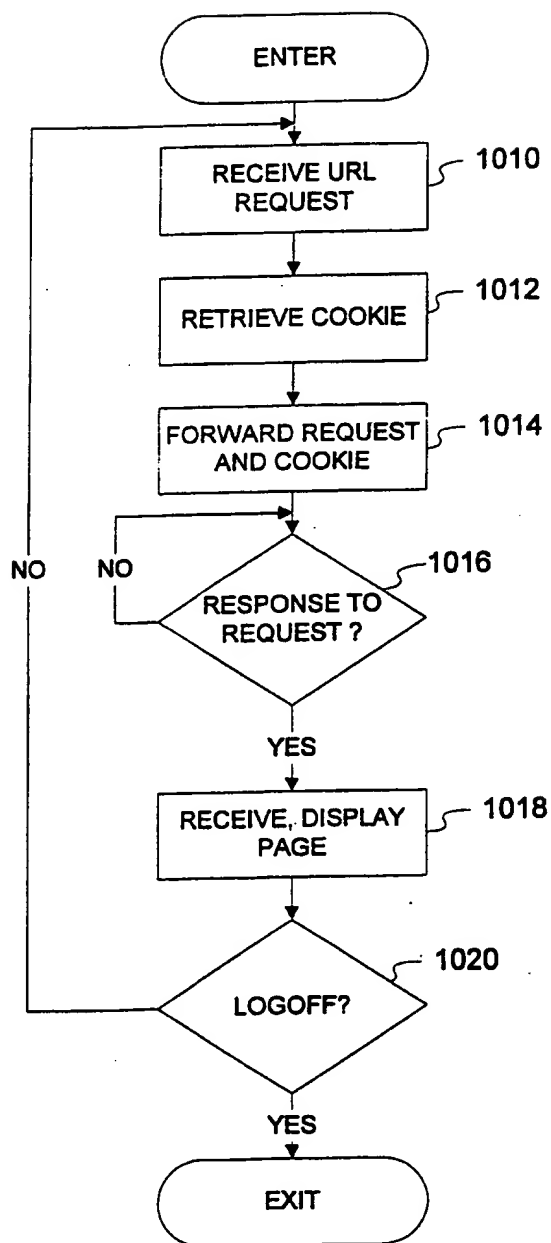 ENTER
RECEIVE URL
REQUEST
1010
RETRIEVE COOKIE
1012
FORWARD REQUEST
AND COOKIE
1014
NO
NO
RESPONSE TO
REQUEST ?
1016
YES
RECEIVE, DISPLAY
PAGE
1018
LOGOFF?
1020
YES
EXIT